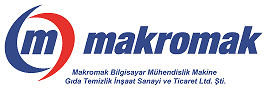 m makromak
Makromak Bilgisayar Mühendislik Makine
Gıda Temizlik İnşaat Sanayi ve Ticaret Ltd. Şti.